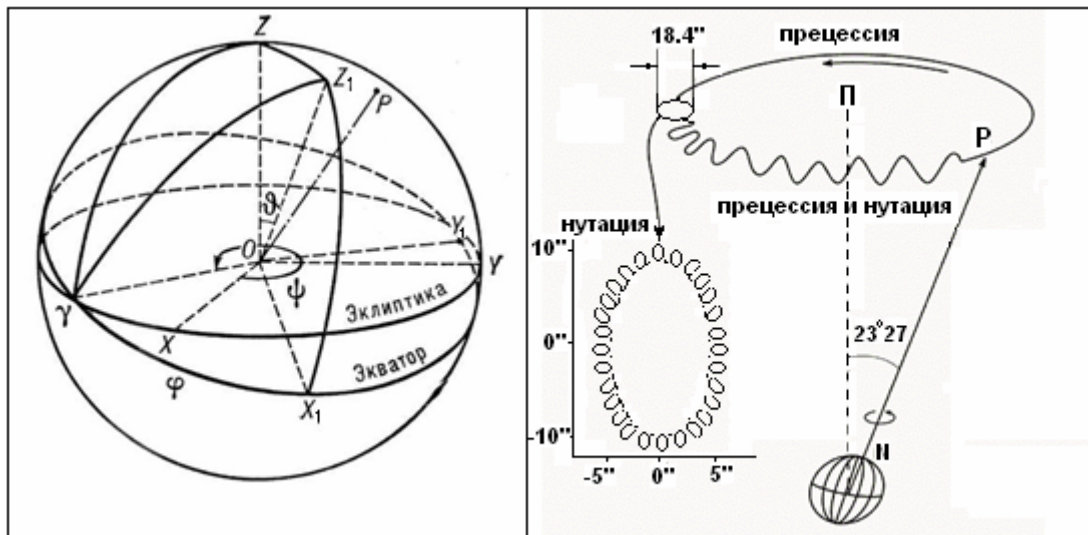 Z
Z₁
P
ϑ
O
Y₁
Y
ψ
γ
Эклиптика
X
Экватор
φ
X₁
18.4"
прецессия
П
P
прецессия и нутация
нутация
10"
0"
-10"
-5" 0" 5"
23°27
N